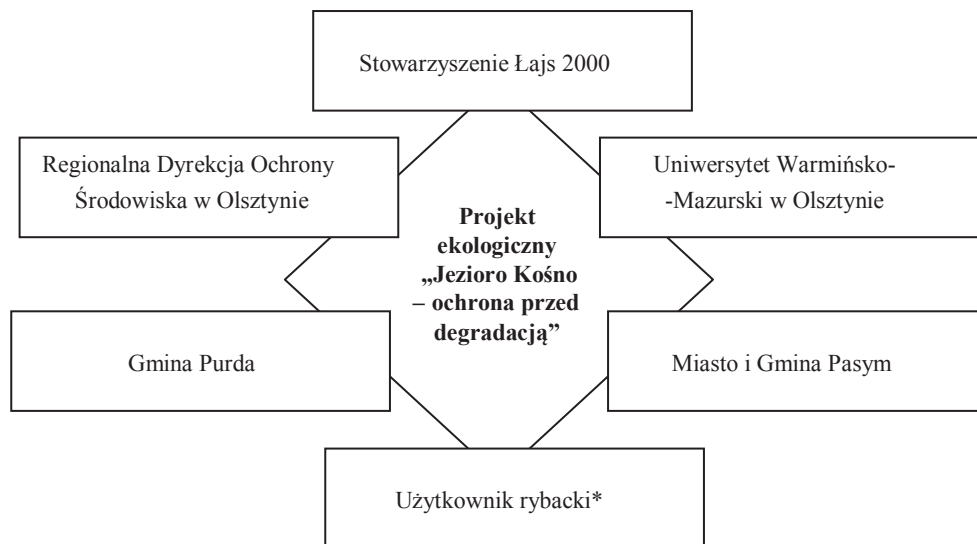 Stowarzyszenie Łajs 2000
Regionalna Dyrekcja Ochrony
Środowiska w Olsztynie
Uniwersytet Warmińsko-
-Mazurski w Olsztynie
Projekt
ekologiczny
„Jezioro Kośno
– ochrona przed
degradacją”
Gmina Purda
Miasto i Gmina Pasym
Użytkownik rybacki*